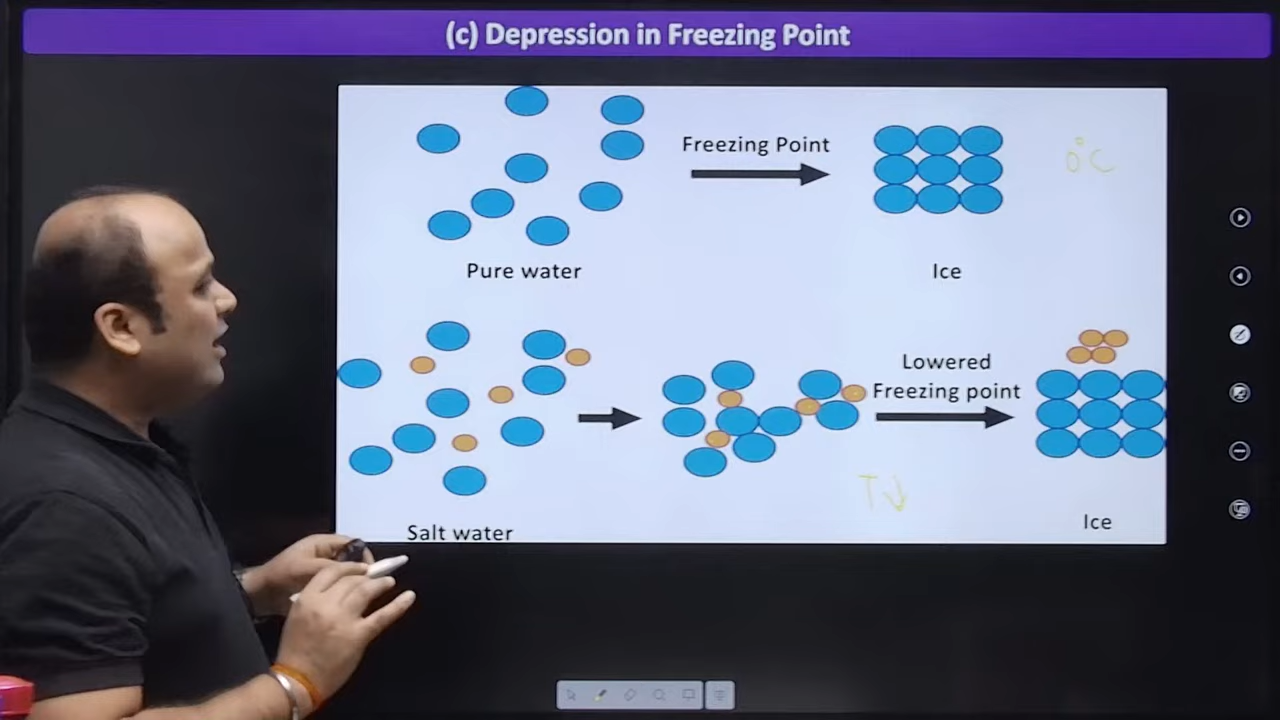 (c) Depression in Freezing Point
Freezing Point
0°C
Pure water
Ice
Lowered
Freezing point
T↓
Salt water
Ice